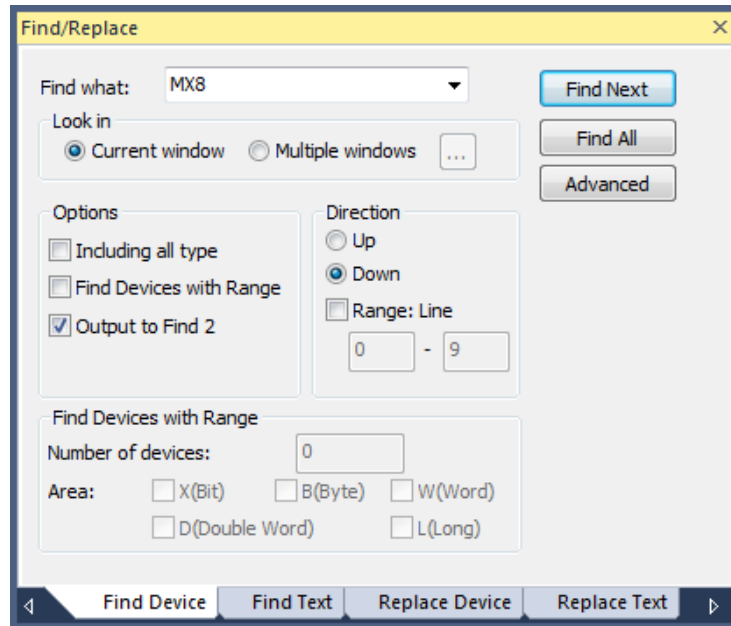 Find/Replace
Find what: MX8 Find Next
Look in
Current window Multiple windows ... Find All
Advanced
Options Direction
Including all type Up
Find Devices with Range Down
Output to Find 2 Range: Line
0 - 9
Find Devices with Range
Number of devices: 0
Area: X(Bit) B(Byte) W(Word)
D(Double Word) L(Long)
Find Device Find Text Replace Device Replace Text